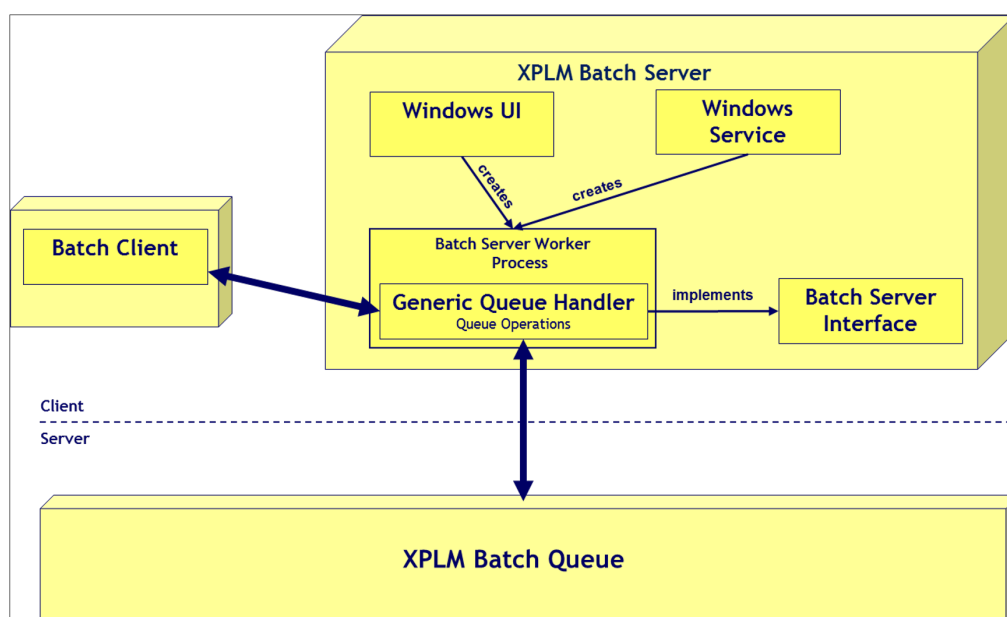 XPLM Batch Server
Windows UI
Windows
Service
creates
creates
Batch Client
Batch Server Worker
Process
Generic Queue Handler
Queue Operations
implements
Batch Server
Interface
Client
Server
XPLM Batch Queue